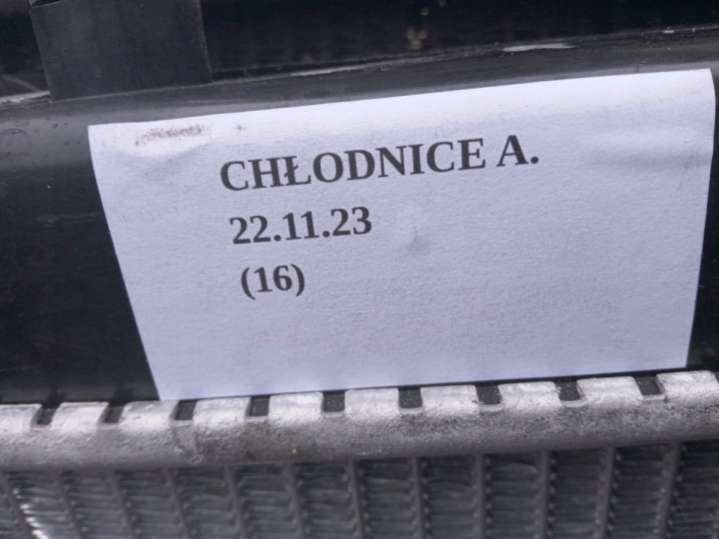 CHŁODNICE A.
22.11.23
(16)